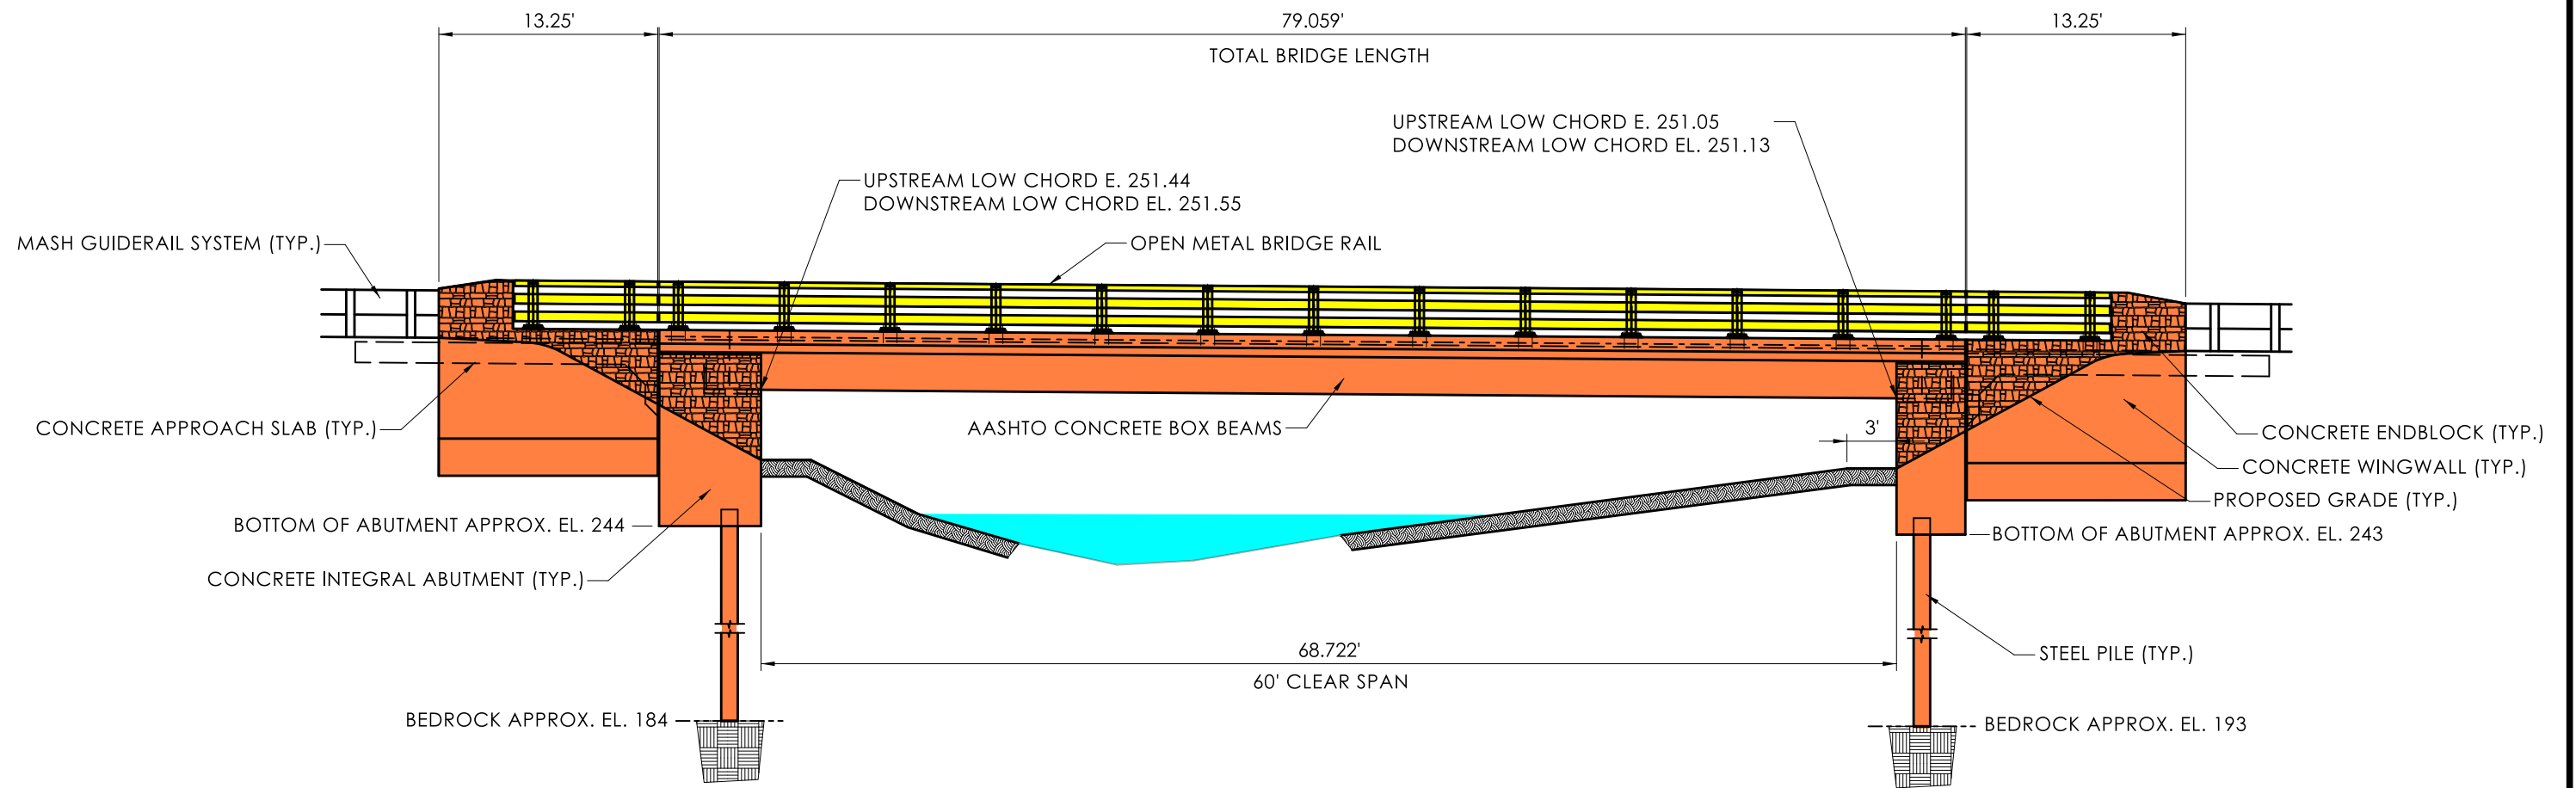 13.25'
79.059'
13.25'
TOTAL BRIDGE LENGTH
UPSTREAM LOW CHORD E. 251.05
DOWNSTREAM LOW CHORD EL. 251.13
UPSTREAM LOW CHORD E. 251.44
DOWNSTREAM LOW CHORD EL. 251.55
MASH GUIDERAIL SYSTEM (TYP.)
OPEN METAL BRIDGE RAIL
CONCRETE APPROACH SLAB (TYP.)
AASHTO CONCRETE BOX BEAMS
3'
CONCRETE ENDBLOCK (TYP.)
CONCRETE WINGWALL (TYP.)
PROPOSED GRADE (TYP.)
BOTTOM OF ABUTMENT APPROX. EL. 244
BOTTOM OF ABUTMENT APPROX. EL. 243
CONCRETE INTEGRAL ABUTMENT (TYP.)
68.722'
60' CLEAR SPAN
STEEL PILE (TYP.)
BEDROCK APPROX. EL. 184
BEDROCK APPROX. EL. 193